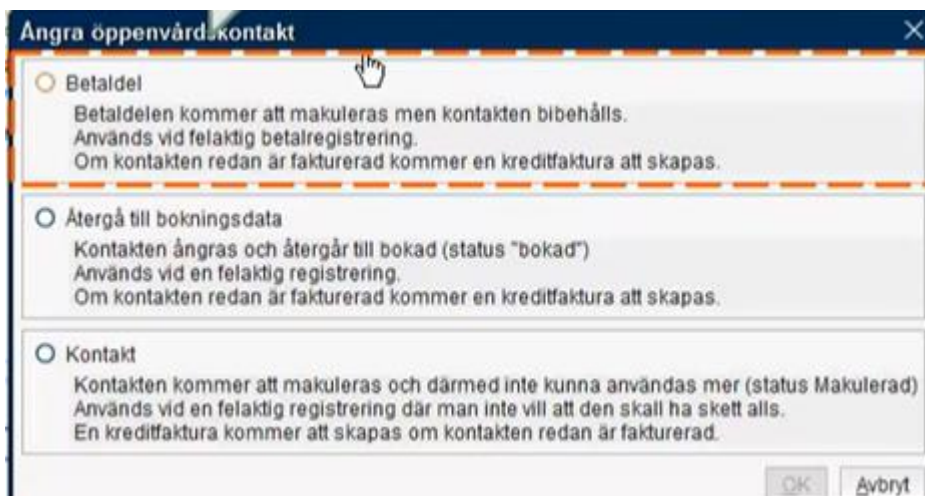 Ångra öppenvårdskontakt
Betaldel
Betaldelen kommer att makuleras men kontakten bibehålls.
Används vid felaktig betalregistrering.
Om kontakten redan är fakturerad kommer en kreditfaktura att skapas.
Återgå till bokningsdata
Kontakten ångras och återgår till bokad (status "bokad")
Används vid en felaktig registrering.
Om kontakten redan är fakturerad kommer en kreditfaktura att skapas.
Kontakt
Kontakten kommer att makuleras och därmed inte kunna användas mer (status Makulerad)
Används vid en felaktig registrering där man inte vill att den skall ha skett alls.
En kreditfaktura kommer att skapas om kontakten redan är fakturerad.
OK Avbryt